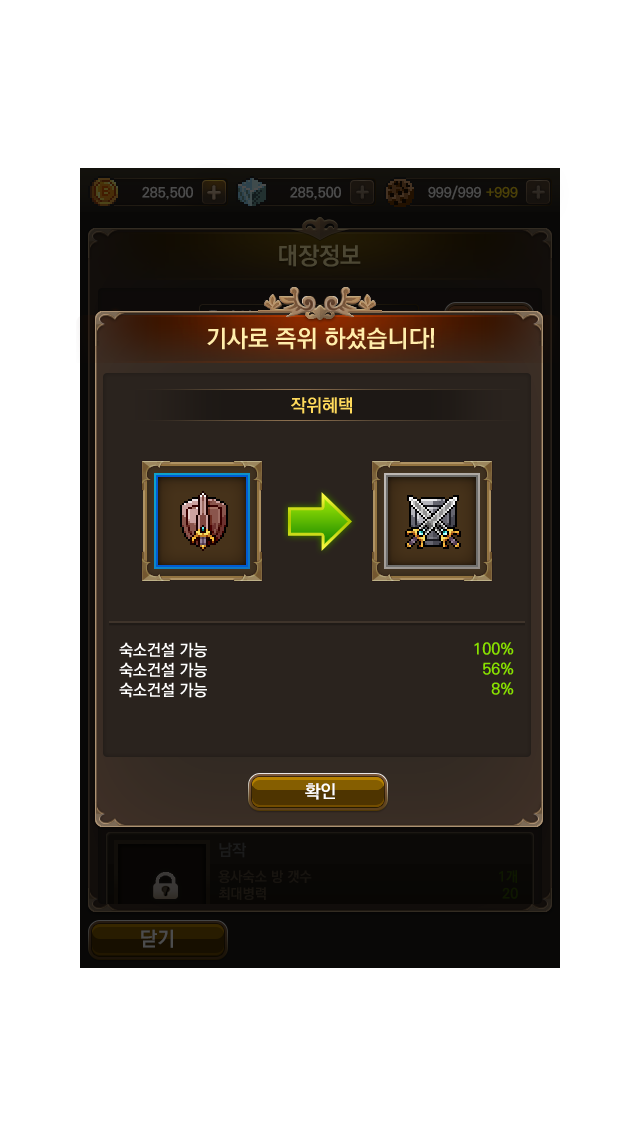 285,500 285,500 999/999 +999
대장정보
기사로 즉위 하셨습니다!
작위혜택
숙소건설 가능 100%
숙소건설 가능 56%
숙소건설 가능 8%
확인
남작
용사숙소 방 갯수 1개
최대병력 20
닫기